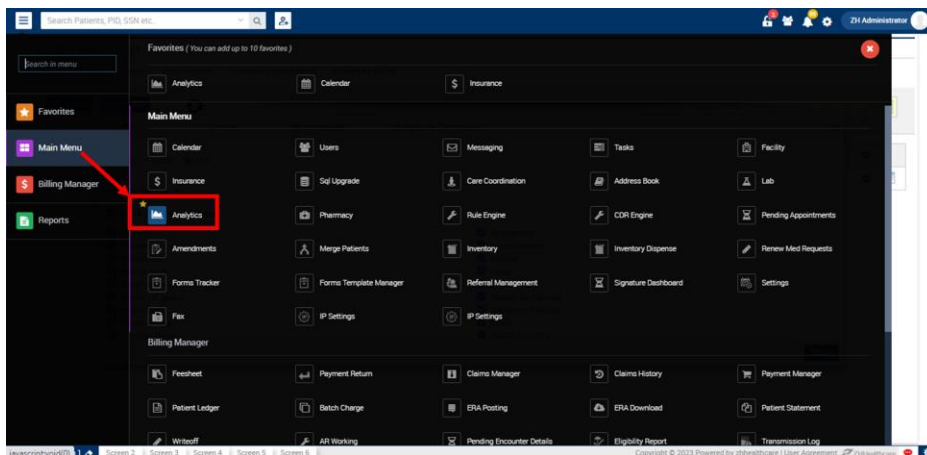 Search Patients, PID, SSN etc..
ZH Administrator
Search in menu
Favorites
Main Menu
Billing Manager
Reports
Favorites ( You can add up to 10 favorites )
Analytics Calendar Insurance
Main Menu
Calendar Users Messaging Tasks Facility
Insurance Sql Upgrade Care Coordination Address Book Lab
Analytics Pharmacy Rule Engine CDR Engine Pending Appointments
Amendments Merge Patients Inventory Inventory Dispense Renew Med Requests
Forms Tracker Forms Template Manager Referral Management Signature Dashboard Settings
Fax IP Settings IP Settings
Billing Manager
Feesheet Payment Return Claims Manager Claims History Payment Manager
Patient Ledger Batch Charge ERA Posting ERA Download Patient Statement
Writeoff AR Working Pending Encounter Details Eligibility Report Transmission Log
javascript:void(0) 1 Screen 2 Screen 3 Screen 4 Screen 5 Screen 6 Copyright © 2023 Powered by zhhealthcare | User Agreement ZHHealthcare